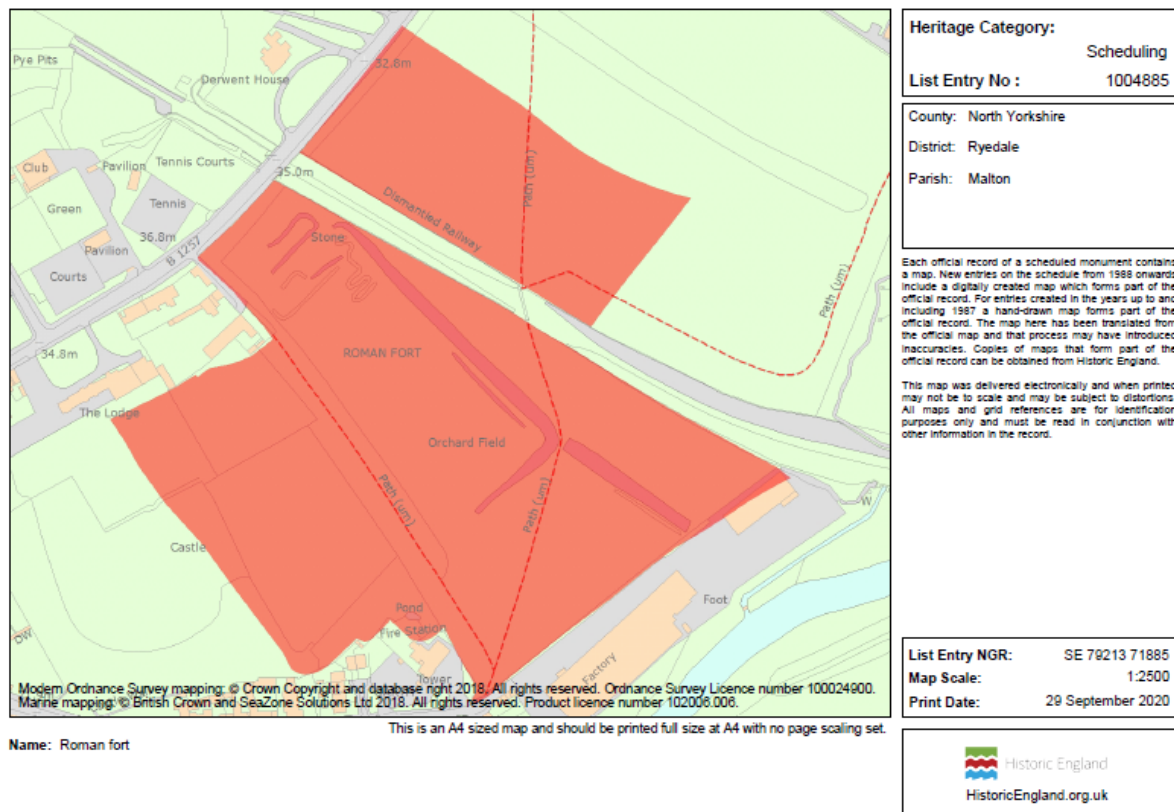 Pye Pits
Derwent House
32.8m
Club
Pavilion
Tennis Courts
35.0m
Path (um)
Green
Tennis
36.8m
B 1257
Dismantled Railway
Pavilion
Courts
Stone
Path (um)
34.8m
ROMAN FORT
The Lodge
Orchard Field
Path (um)
Path (um)
W
Castle
Pond
Foot
Fire Station
DW
Tower
Factory
Modern Ordnance Survey mapping: © Crown Copyright and database right 2018. All rights reserved. Ordnance Survey Licence number 100024900.
Marine mapping: © British Crown and SeaZone Solutions Ltd 2018. All rights reserved. Product licence number 102006.006.
This is an A4 sized map and should be printed full size at A4 with no page scaling set.
Name: Roman fort
Heritage Category:
Scheduling
List Entry No : 1004885
County: North Yorkshire
District: Ryedale
Parish: Malton
Each official record of a scheduled monument contains
a map. New entries on the schedule from 1988 onwards
include a digitally created map which forms part of the
official record. For entries created in the years up to and
including 1987 a hand-drawn map forms part of the
official record. The map here has been translated from
the official map and that process may have introduced
inaccuracies. Copies of maps that form part of the
official record can be obtained from Historic England.
This map was delivered electronically and when printed
may not be to scale and may be subject to distortions.
All maps and grid references are for identification
purposes only and must be read in conjunction with
other information in the record.
List Entry NGR: SE 79213 71885
Map Scale: 1:2500
Print Date: 29 September 2020
Historic England
HistoricEngland.org.uk